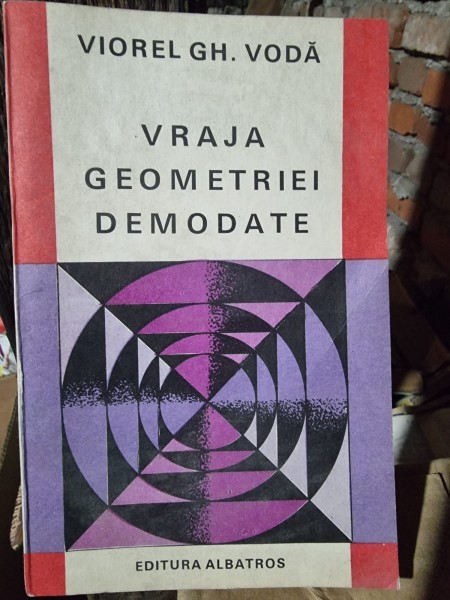 VIOREL GH. VODĂ
VRAJA
GEOMETRIEI
DEMODATE
EDITURA ALBATROS